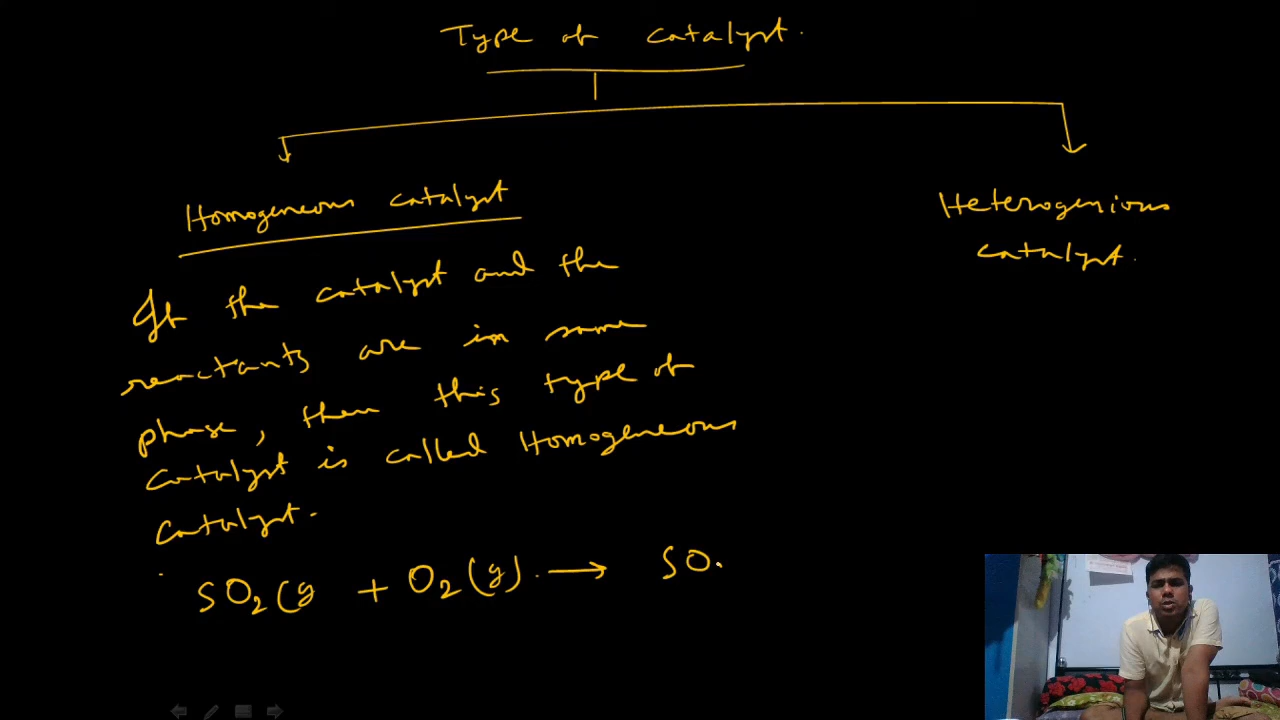 Type of catalyst.
Homogeneous catalyst
Heterogenious
catalyst.
If the catalyst and the
reactants are in same
phase, then this type of
catalyst is called Homogeneous
catalyst.
SO2(g + O2(g). → SO.